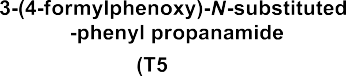 3-(4-formylphenoxy)-N-substituted
-phenyl propanamide
(T5